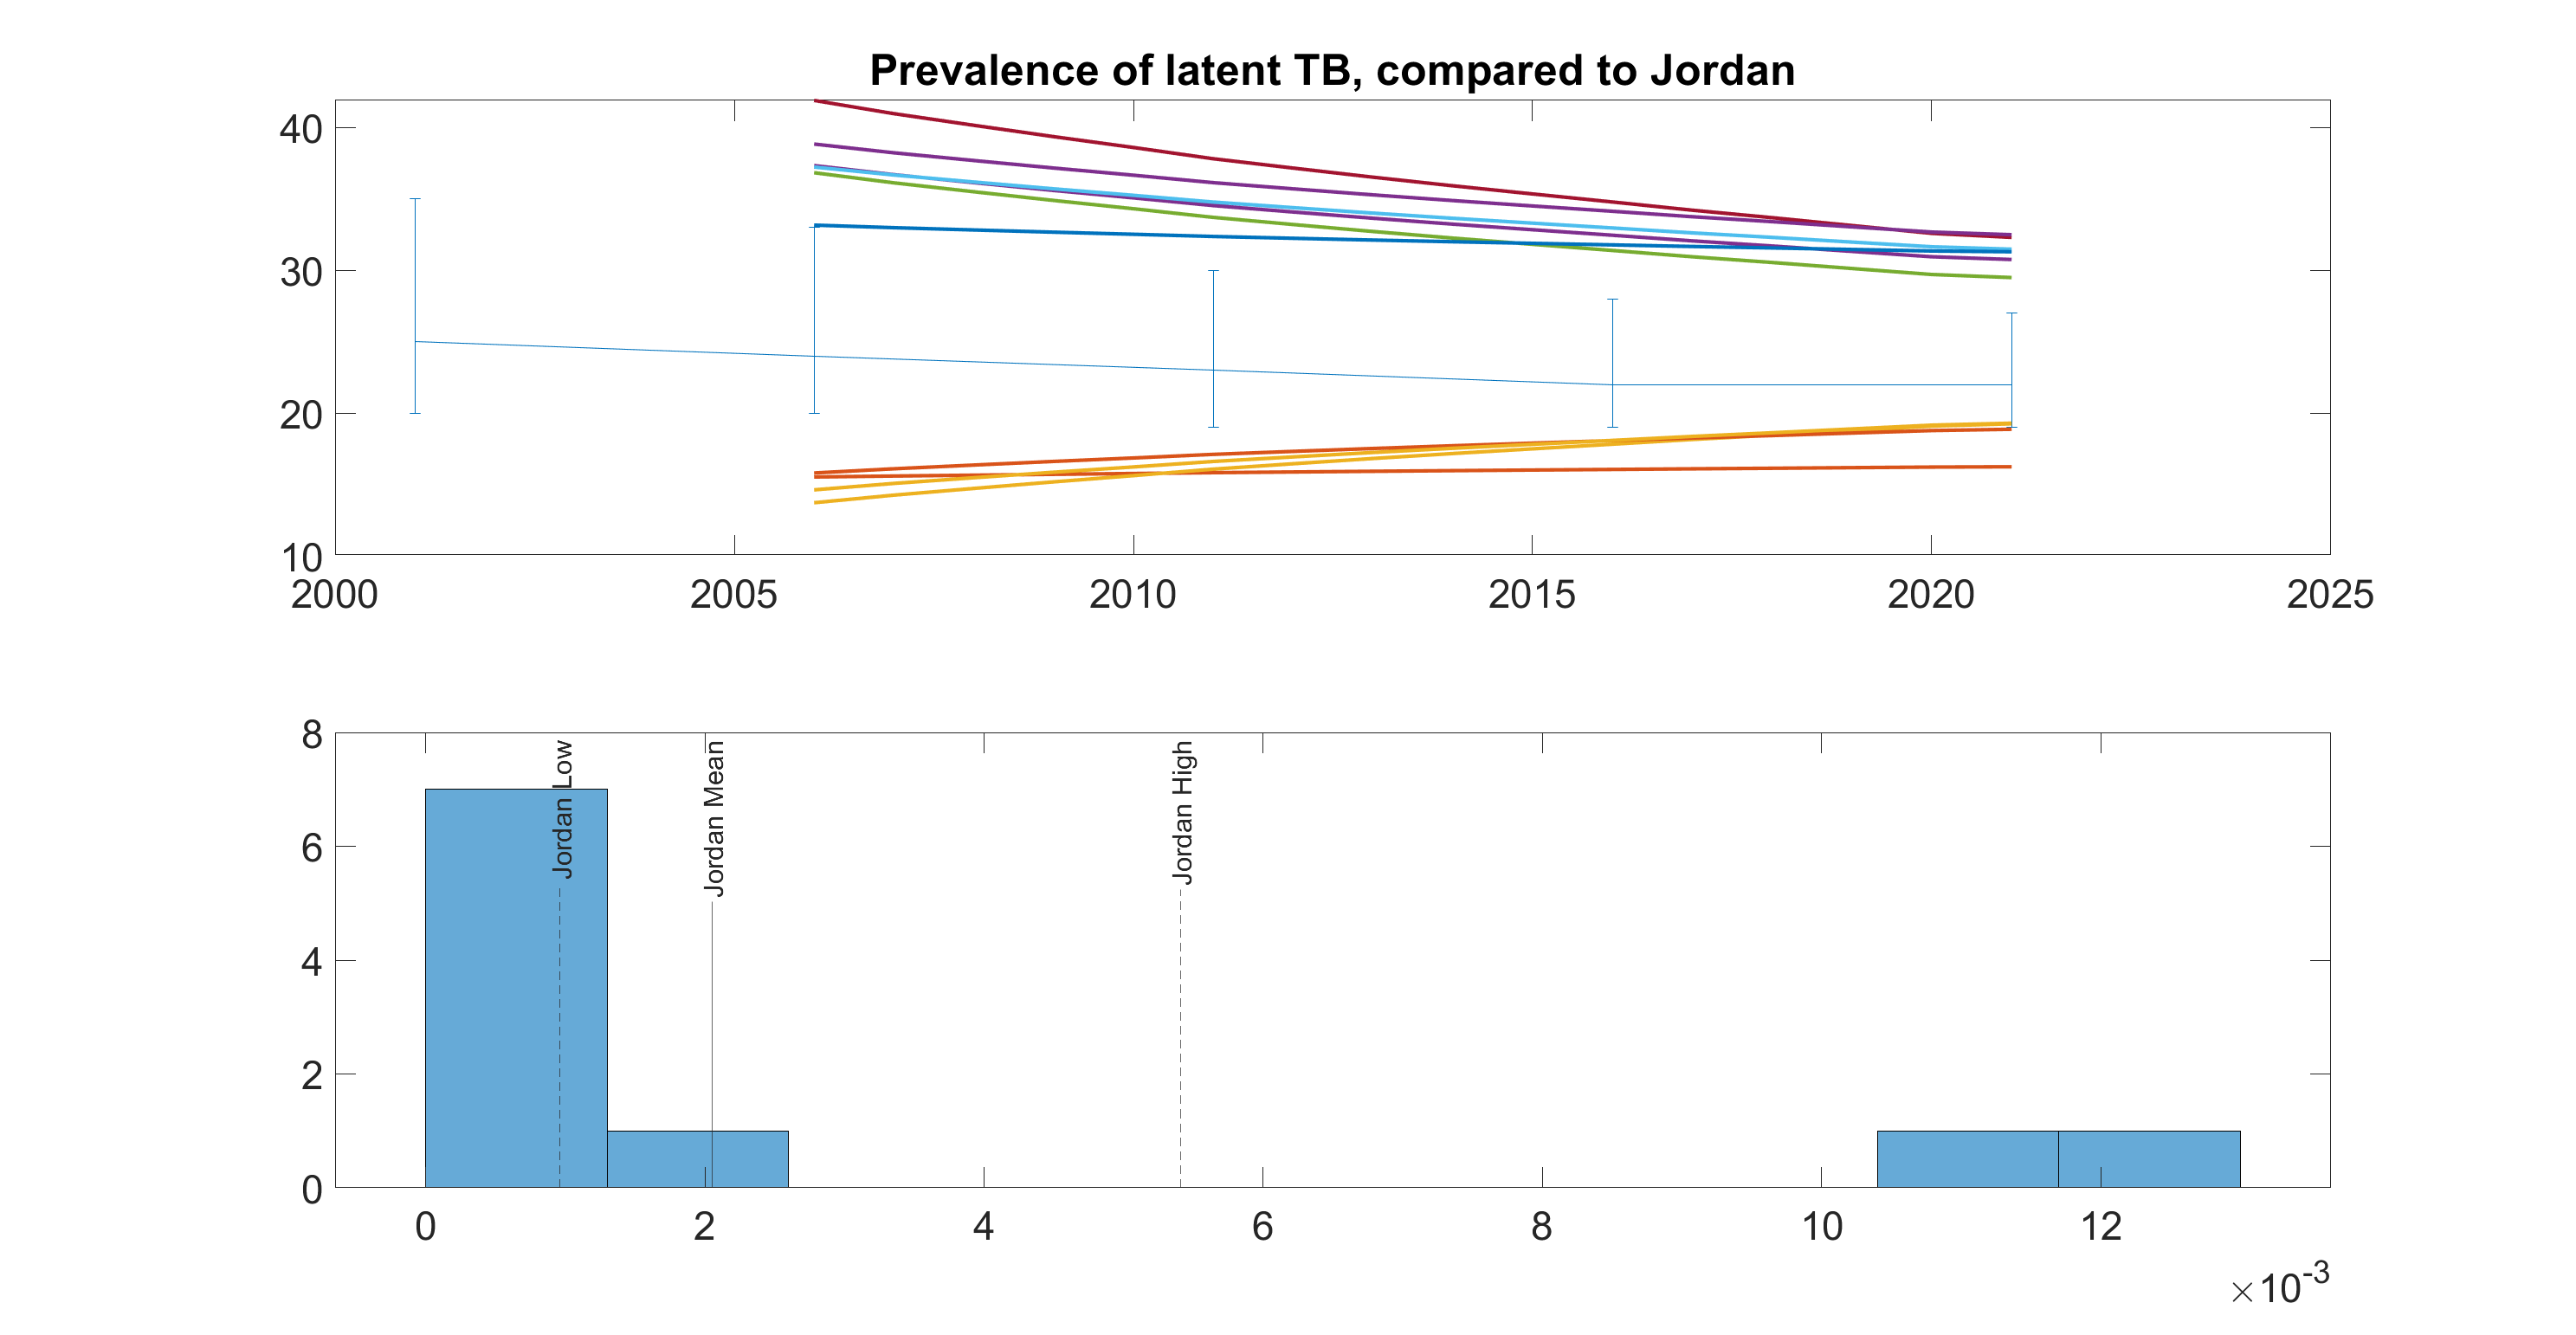 Prevalence of latent TB, compared to Jordan
40
30
20
10
2000 2005 2010 2015 2020 2025
8
6
4
2
0
Jordan Low
Jordan Mean
Jordan High
0 2 4 6 8 10 12
×10-3